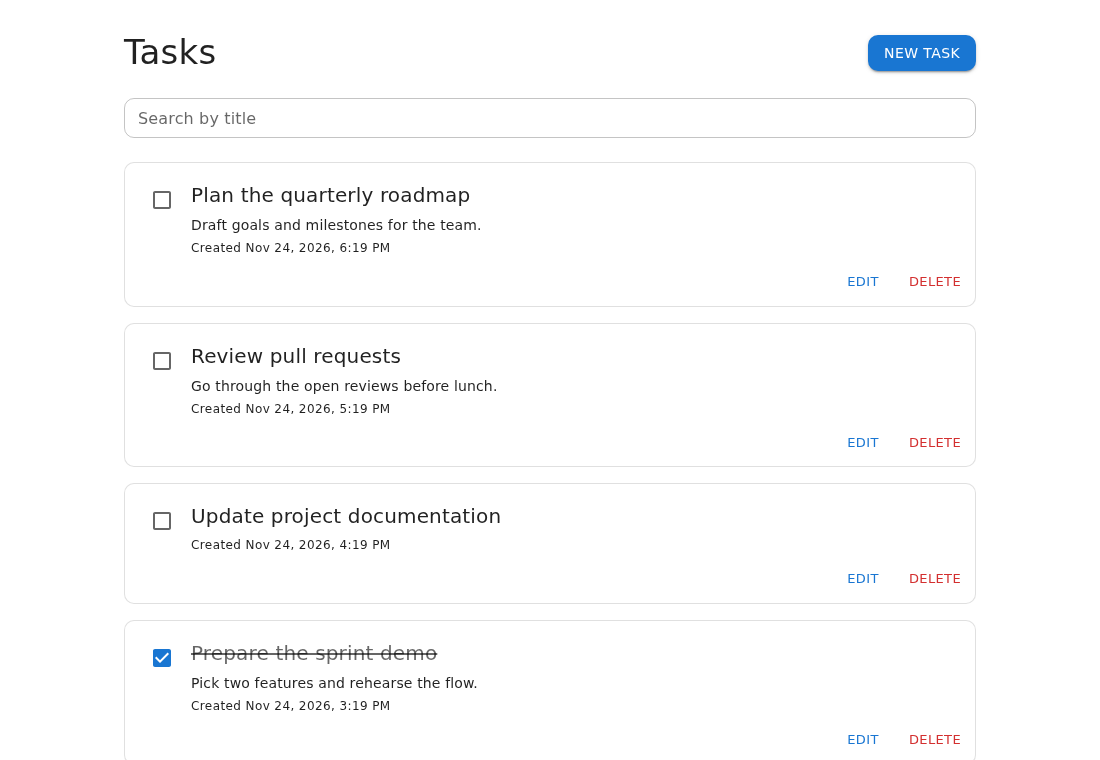 Tasks
NEW TASK
Search by title
Plan the quarterly roadmap
Draft goals and milestones for the team.
Created Nov 24, 2026, 6:19 PM
EDIT DELETE
Review pull requests
Go through the open reviews before lunch.
Created Nov 24, 2026, 5:19 PM
EDIT DELETE
Update project documentation
Created Nov 24, 2026, 4:19 PM
EDIT DELETE
Prepare the sprint demo
Pick two features and rehearse the flow.
Created Nov 24, 2026, 3:19 PM
EDIT DELETE